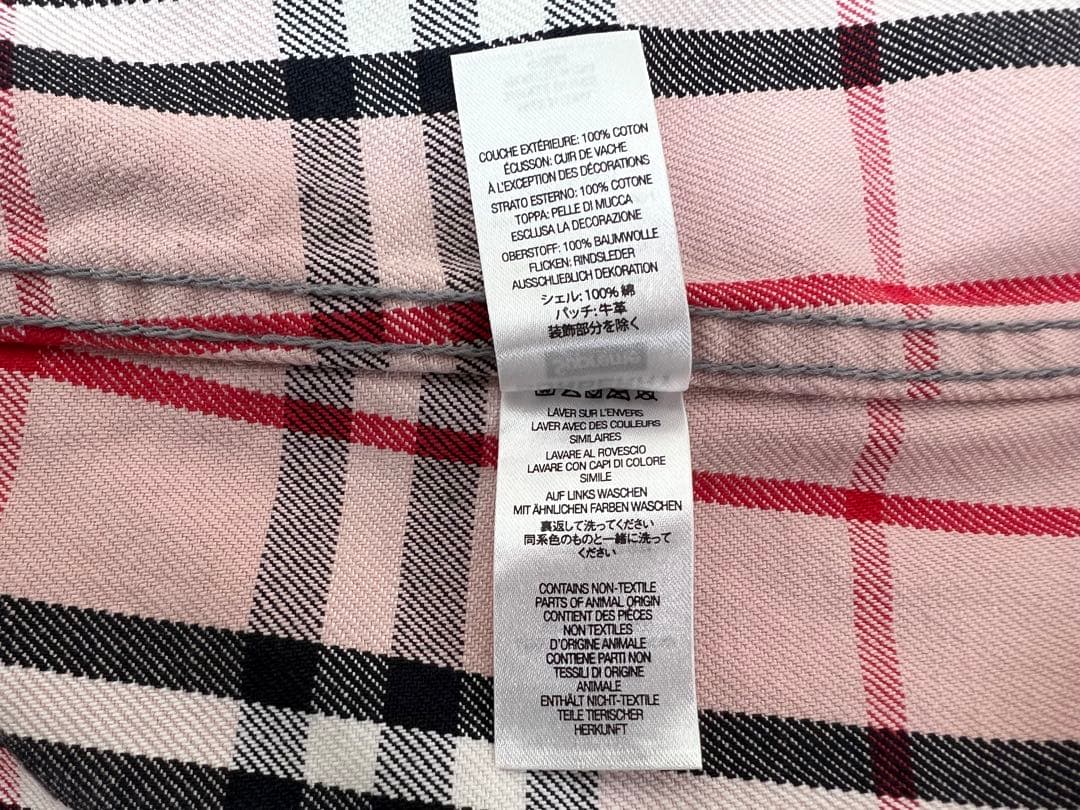 COUCHE EXTÉRIEURE: 100% COTON
ÉCUSSON: CUIR DE VACHE
À L'EXCEPTION DES DÉCORATIONS
STRATO ESTERNO: 100% COTONE
TOPPA: PELLE DI MUCCA
ESCLUSA LA DECORAZIONE
OBERSTOFF: 100% BAUMWOLLE
FLICKEN: RINDSLEDER
AUSSCHLIEBLICH DEKORATION
シェル: 100% 綿
パッチ: 牛革
装飾部分を除く
LAVER SUR L'ENVERS
LAVER AVEC DES COULEURS
SIMILAIRES
LAVARE AL ROVESCIO
LAVARE CON CAPI DI COLORE
SIMILE
AUF LINKS WASCHEN
MIT ÄHNLICHEN FARBEN WASCHEN
裏返して洗ってください
同系色のものと一緒に洗って
ください
CONTAINS NON-TEXTILE
PARTS OF ANIMAL ORIGIN
CONTIENT DES PIÈCES
NON TEXTILES
D'ORIGINE ANIMALE
CONTIENE PARTI NON
TESSILI DI ORIGINE
ANIMALE
ENTHÄLT NICHT-TEXTILE
TEILE TIERISCHER
HERKUNFT